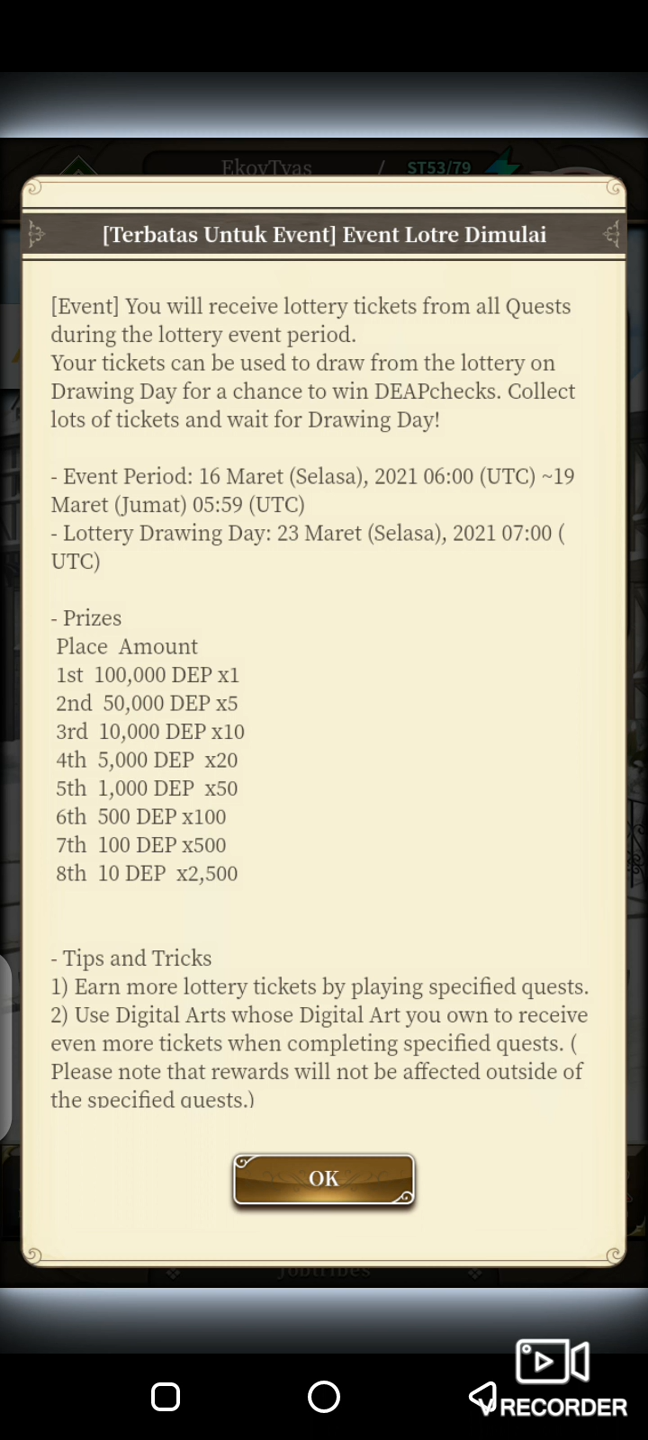 EkoyTyas / ST53/79
[Terbatas Untuk Event] Event Lotre Dimulai
[Event] You will receive lottery tickets from all Quests
during the lottery event period.
Your tickets can be used to draw from the lottery on
Drawing Day for a chance to win DEAPchecks. Collect
lots of tickets and wait for Drawing Day!
- Event Period: 16 Maret (Selasa), 2021 06:00 (UTC) ~19
Maret (Jumat) 05:59 (UTC)
- Lottery Drawing Day: 23 Maret (Selasa), 2021 07:00 (
UTC)
- Prizes
Place Amount
1st 100,000 DEP x1
2nd 50,000 DEP x5
3rd 10,000 DEP x10
4th 5,000 DEP x20
5th 1,000 DEP x50
6th 500 DEP x100
7th 100 DEP x500
8th 10 DEP x2,500
- Tips and Tricks
1) Earn more lottery tickets by playing specified quests.
2) Use Digital Arts whose Digital Art you own to receive
even more tickets when completing specified quests. (
Please note that rewards will not be affected outside of
the specified quests.)
OK
Jobtribes
VRECORDER